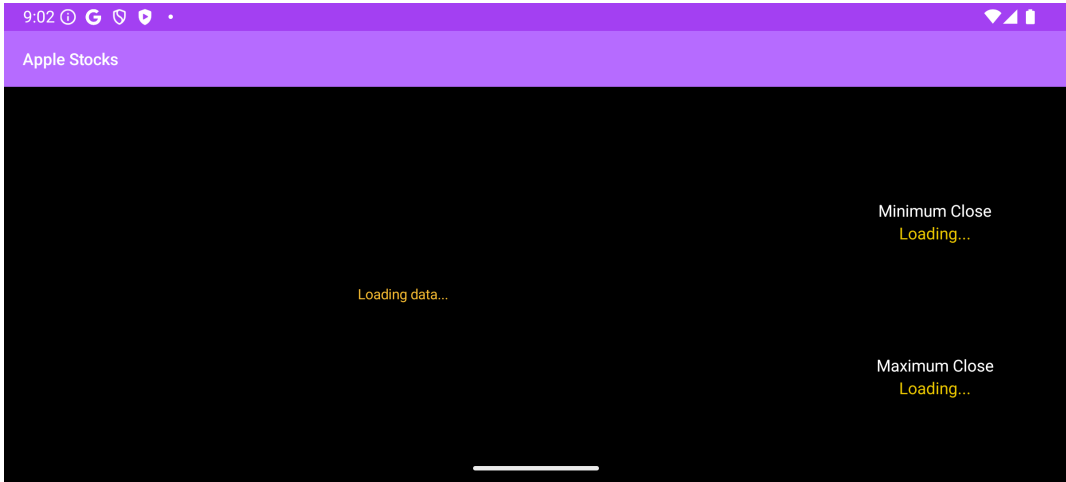 9:02
Apple Stocks
Minimum Close
Loading...
Loading data...
Maximum Close
Loading...